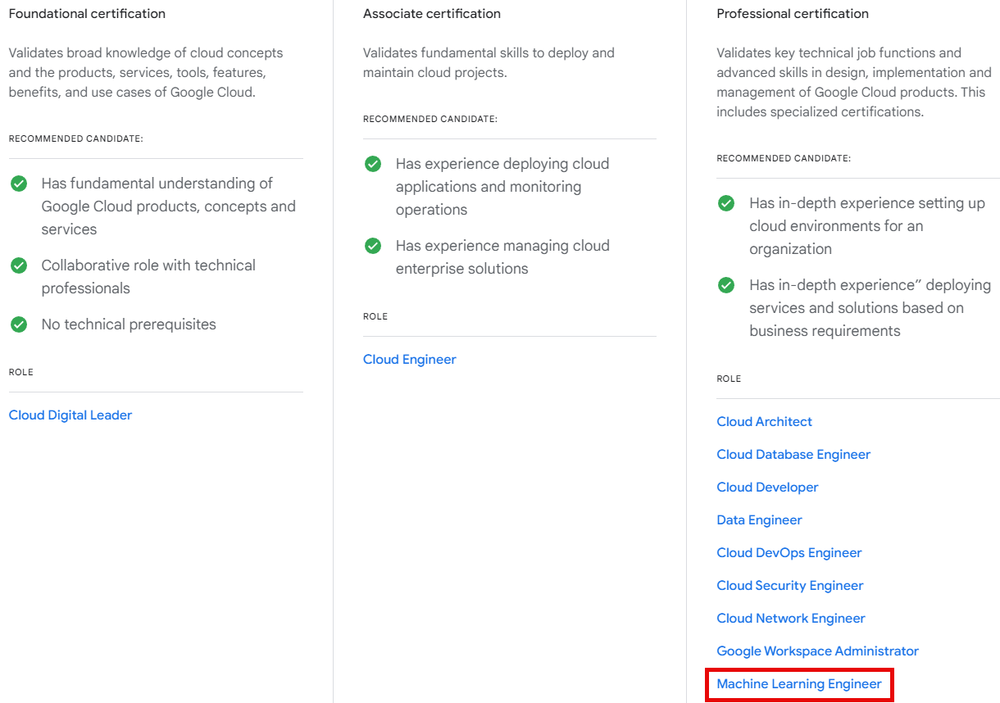 Foundational certification
Validates broad knowledge of cloud concepts
and the products, services, tools, features,
benefits, and use cases of Google Cloud.
RECOMMENDED CANDIDATE:
Has fundamental understanding of
Google Cloud products, concepts and
services
Collaborative role with technical
professionals
No technical prerequisites
ROLE
Cloud Digital Leader
Associate certification
Validates fundamental skills to deploy and
maintain cloud projects.
RECOMMENDED CANDIDATE:
Has experience deploying cloud
applications and monitoring
operations
Has experience managing cloud
enterprise solutions
ROLE
Cloud Engineer
Professional certification
Validates key technical job functions and
advanced skills in design, implementation and
management of Google Cloud products. This
includes specialized certifications.
RECOMMENDED CANDIDATE:
Has in-depth experience setting up
cloud environments for an
organization
Has in-depth experience” deploying
services and solutions based on
business requirements
ROLE
Cloud Architect
Cloud Database Engineer
Cloud Developer
Data Engineer
Cloud DevOps Engineer
Cloud Security Engineer
Cloud Network Engineer
Google Workspace Administrator
Machine Learning Engineer